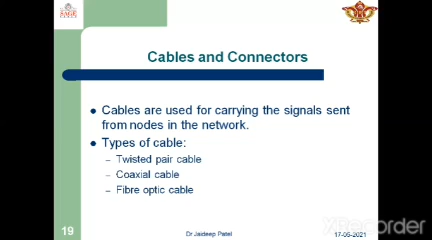 SAGE
Cables and Connectors
• Cables are used for carrying the signals sent
from nodes in the network.
• Types of cable:
– Twisted pair cable
– Coaxial cable
– Fibre optic cable
19
Dr Jaideep Patel
17-05-2021